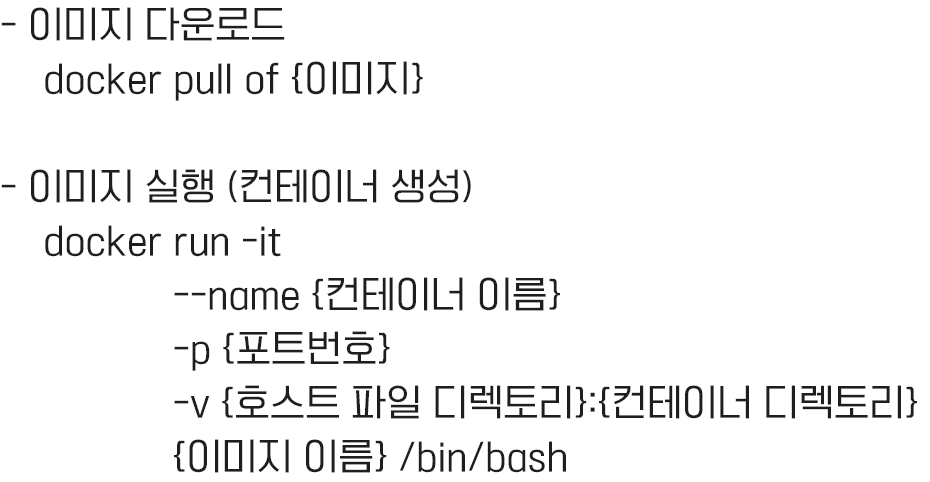 - 이미지 다운로드
docker pull of {이미지}
- 이미지 실행 (컨테이너 생성)
docker run -it
--name {컨테이너 이름}
-p {포트번호}
-v {호스트 파일 디렉토리}:{컨테이너 디렉토리}
{이미지 이름} /bin/bash